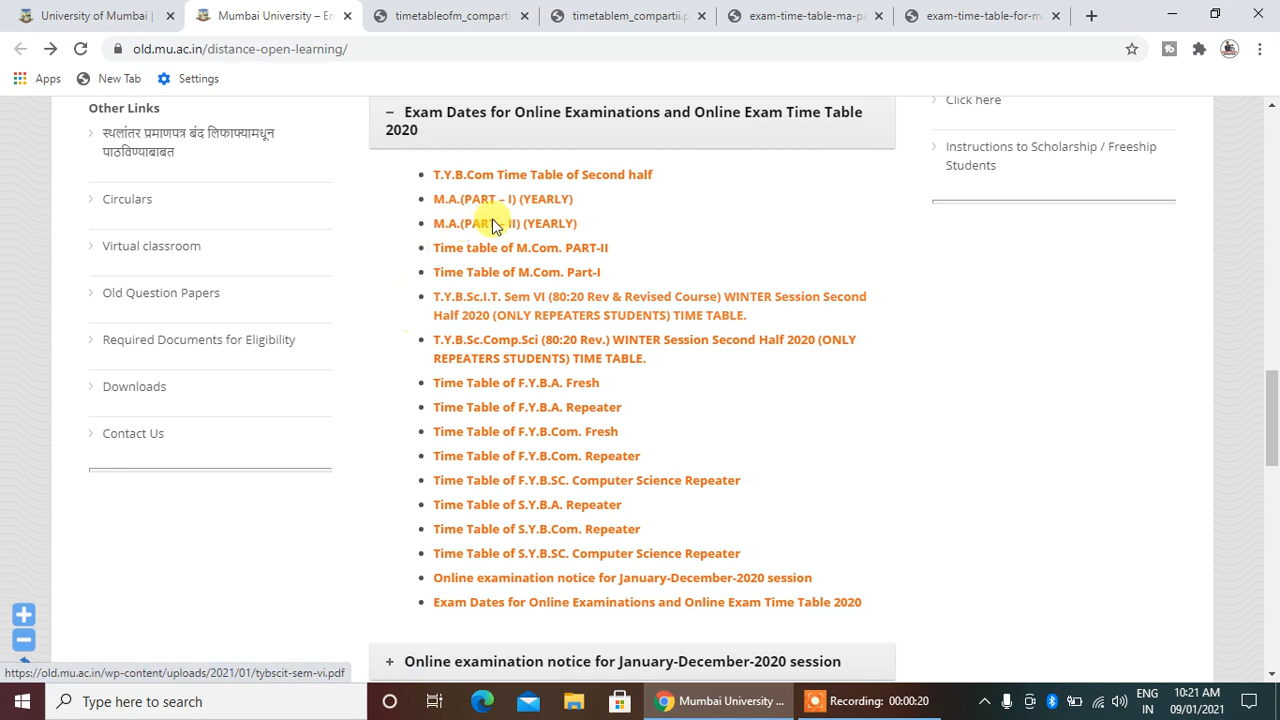 University of Mumbai |
Mumbai University – En
timetableofm_comparti
timetablem_compartii.p
exam-time-table-ma-pa
exam-time-table-for-ma
old.mu.ac.in/distance-open-learning/
Apps
New Tab
Settings
Other Links
स्थलांतर प्रमाणपत्र बंद लिफाफ्यामधून
पाठविण्याबाबत
Circulars
Virtual classroom
Old Question Papers
Required Documents for Eligibility
Downloads
Contact Us
− Exam Dates for Online Examinations and Online Exam Time Table
2020
• T.Y.B.Com Time Table of Second half
• M.A.(PART – I) (YEARLY)
• M.A.(PART – II) (YEARLY)
• Time table of M.Com. PART-II
• Time Table of M.Com. Part-I
• T.Y.B.Sc.I.T. Sem VI (80:20 Rev & Revised Course) WINTER Session Second
Half 2020 (ONLY REPEATERS STUDENTS) TIME TABLE.
• T.Y.B.Sc.Comp.Sci (80:20 Rev.) WINTER Session Second Half 2020 (ONLY
REPEATERS STUDENTS) TIME TABLE.
• Time Table of F.Y.B.A. Fresh
• Time Table of F.Y.B.A. Repeater
• Time Table of F.Y.B.Com. Fresh
• Time Table of F.Y.B.Com. Repeater
• Time Table of F.Y.B.SC. Computer Science Repeater
• Time Table of S.Y.B.A. Repeater
• Time Table of S.Y.B.Com. Repeater
• Time Table of S.Y.B.SC. Computer Science Repeater
• Online examination notice for January-December-2020 session
• Exam Dates for Online Examinations and Online Exam Time Table 2020
+ Online examination notice for January-December-2020 session
Click here
Instructions to Scholarship / Freeship
Students
https://old.mu.ac.in/wp-content/uploads/2021/01/tybscit-sem-vi.pdf
Type here to search
Mumbai University ...
Recording: 00:00:20
ENG
IN
10:21 AM
09/01/2021